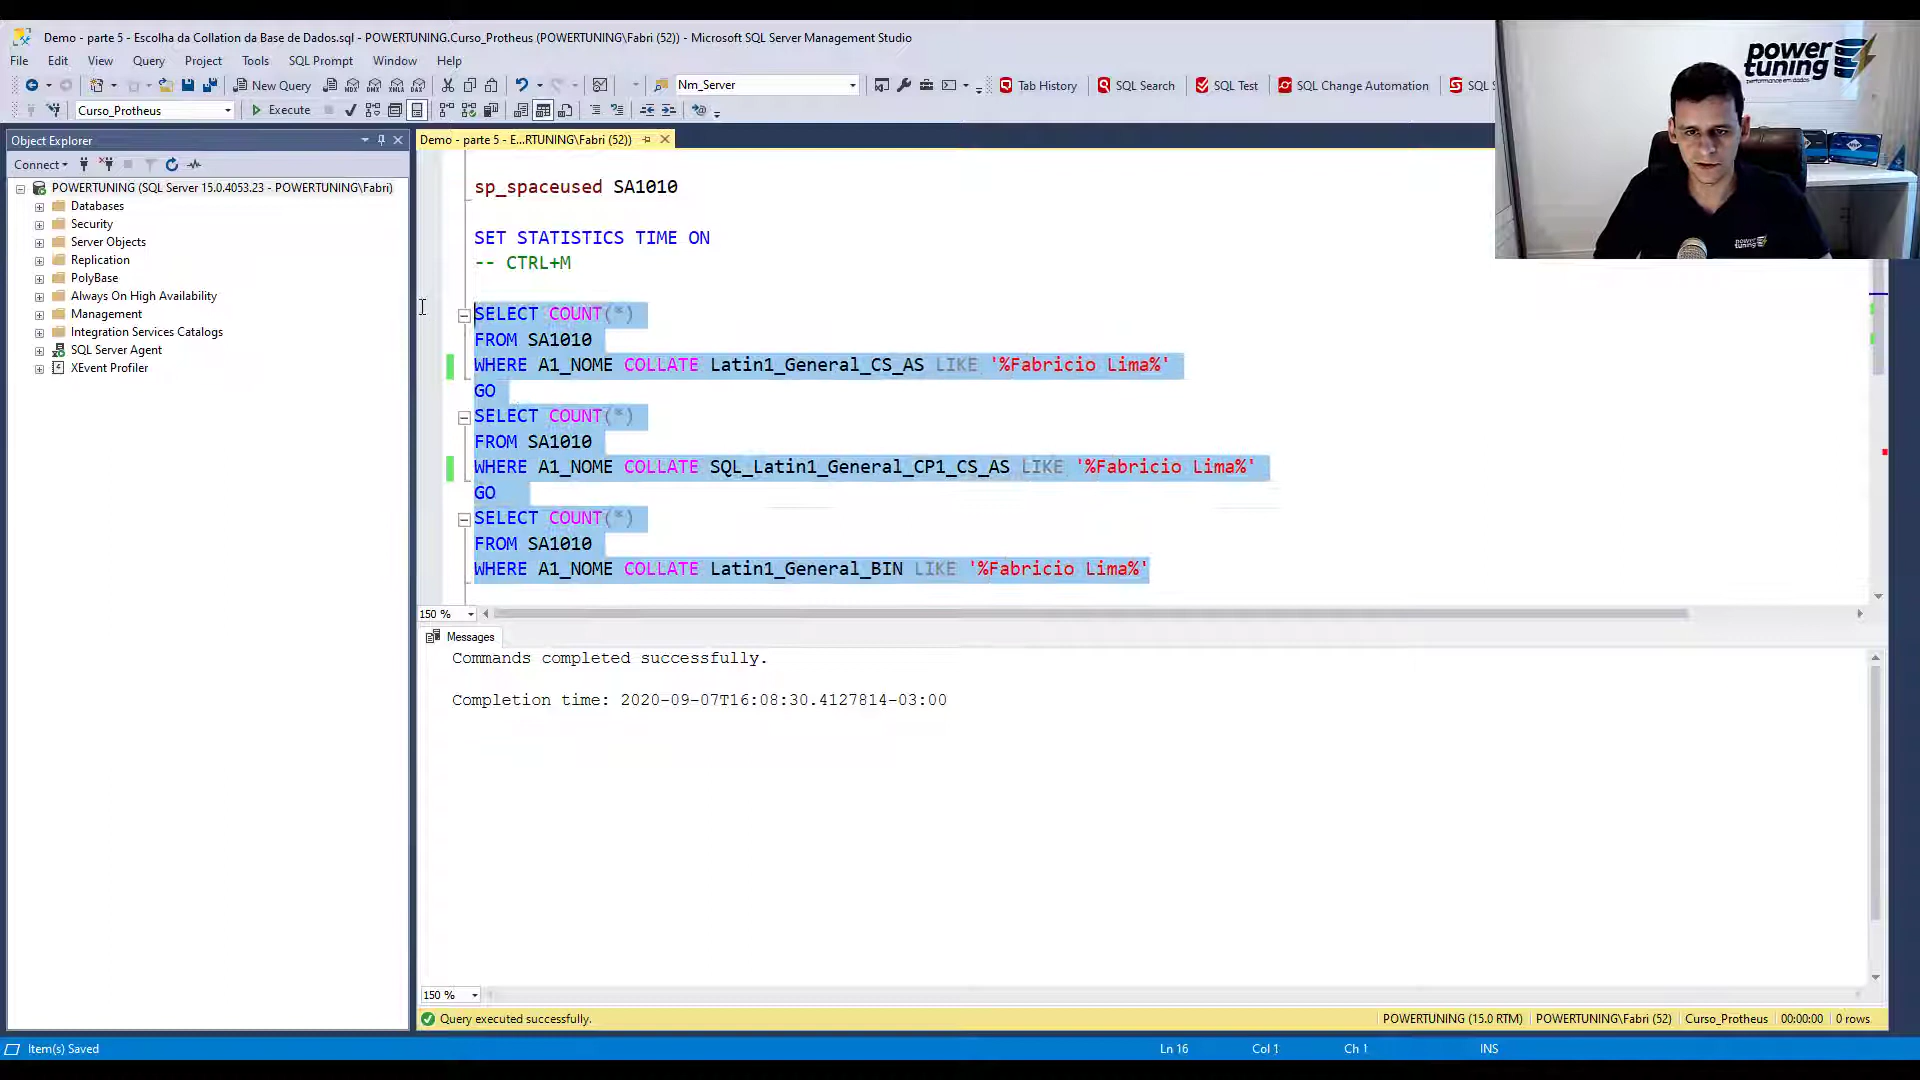 Demo - parte 5 - Escolha da Collation da Base de Dados.sql - POWERTUNING.Curso_Protheus (POWERTUNING\Fabri (52)) - Microsoft SQL Server Management Studio
File Edit View Query Project Tools SQL Prompt Window Help
New Query Nm_Server Tab History SQL Search SQL Test SQL Change Automation SQL S
Curso_Protheus Execute
power
tuning
performance em dados
Object Explorer
Demo - parte 5 - E...RTUNING\Fabri (52))
Connect
POWERTUNING (SQL Server 15.0.4053.23 - POWERTUNING\Fabri)
Databases
Security
Server Objects
Replication
PolyBase
Always On High Availability
Management
Integration Services Catalogs
SQL Server Agent
XEvent Profiler
sp_spaceused SA1010
SET STATISTICS TIME ON
-- CTRL+M
SELECT COUNT(*)
FROM SA1010
WHERE A1_NOME COLLATE Latin1_General_CS_AS LIKE '%Fabricio Lima%'
GO
SELECT COUNT(*)
FROM SA1010
WHERE A1_NOME COLLATE SQL_Latin1_General_CP1_CS_AS LIKE '%Fabricio Lima%'
GO
SELECT COUNT(*)
FROM SA1010
WHERE A1_NOME COLLATE Latin1_General_BIN LIKE '%Fabricio Lima%'
150 %
Messages
Commands completed successfully.
Completion time: 2020-09-07T16:08:30.4127814-03:00
150 %
Query executed successfully. POWERTUNING (15.0 RTM) POWERTUNING\Fabri (52) Curso_Protheus 00:00:00 0 rows
Item(s) Saved Ln 16 Col 1 Ch 1 INS
power
tuning